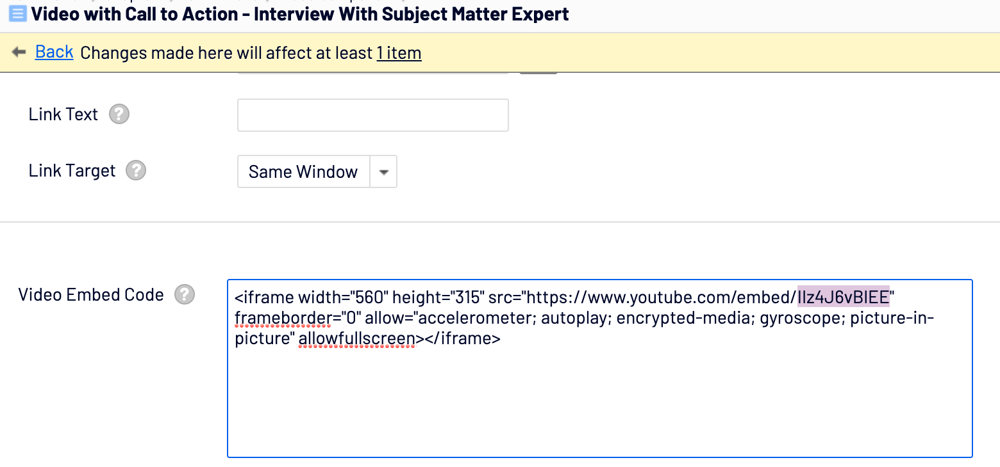 Video with Call to Action - Interview With Subject Matter Expert
Back Changes made here will affect at least 1 item
Link Text ?
Link Target ? Same Window
Video Embed Code ?
<iframe width="560" height="315" src="https://www.youtube.com/embed/IIz4J6vBIEE"
frameborder="0" allow="accelerometer; autoplay; encrypted-media; gyroscope; picture-in-
picture" allowfullscreen></iframe>